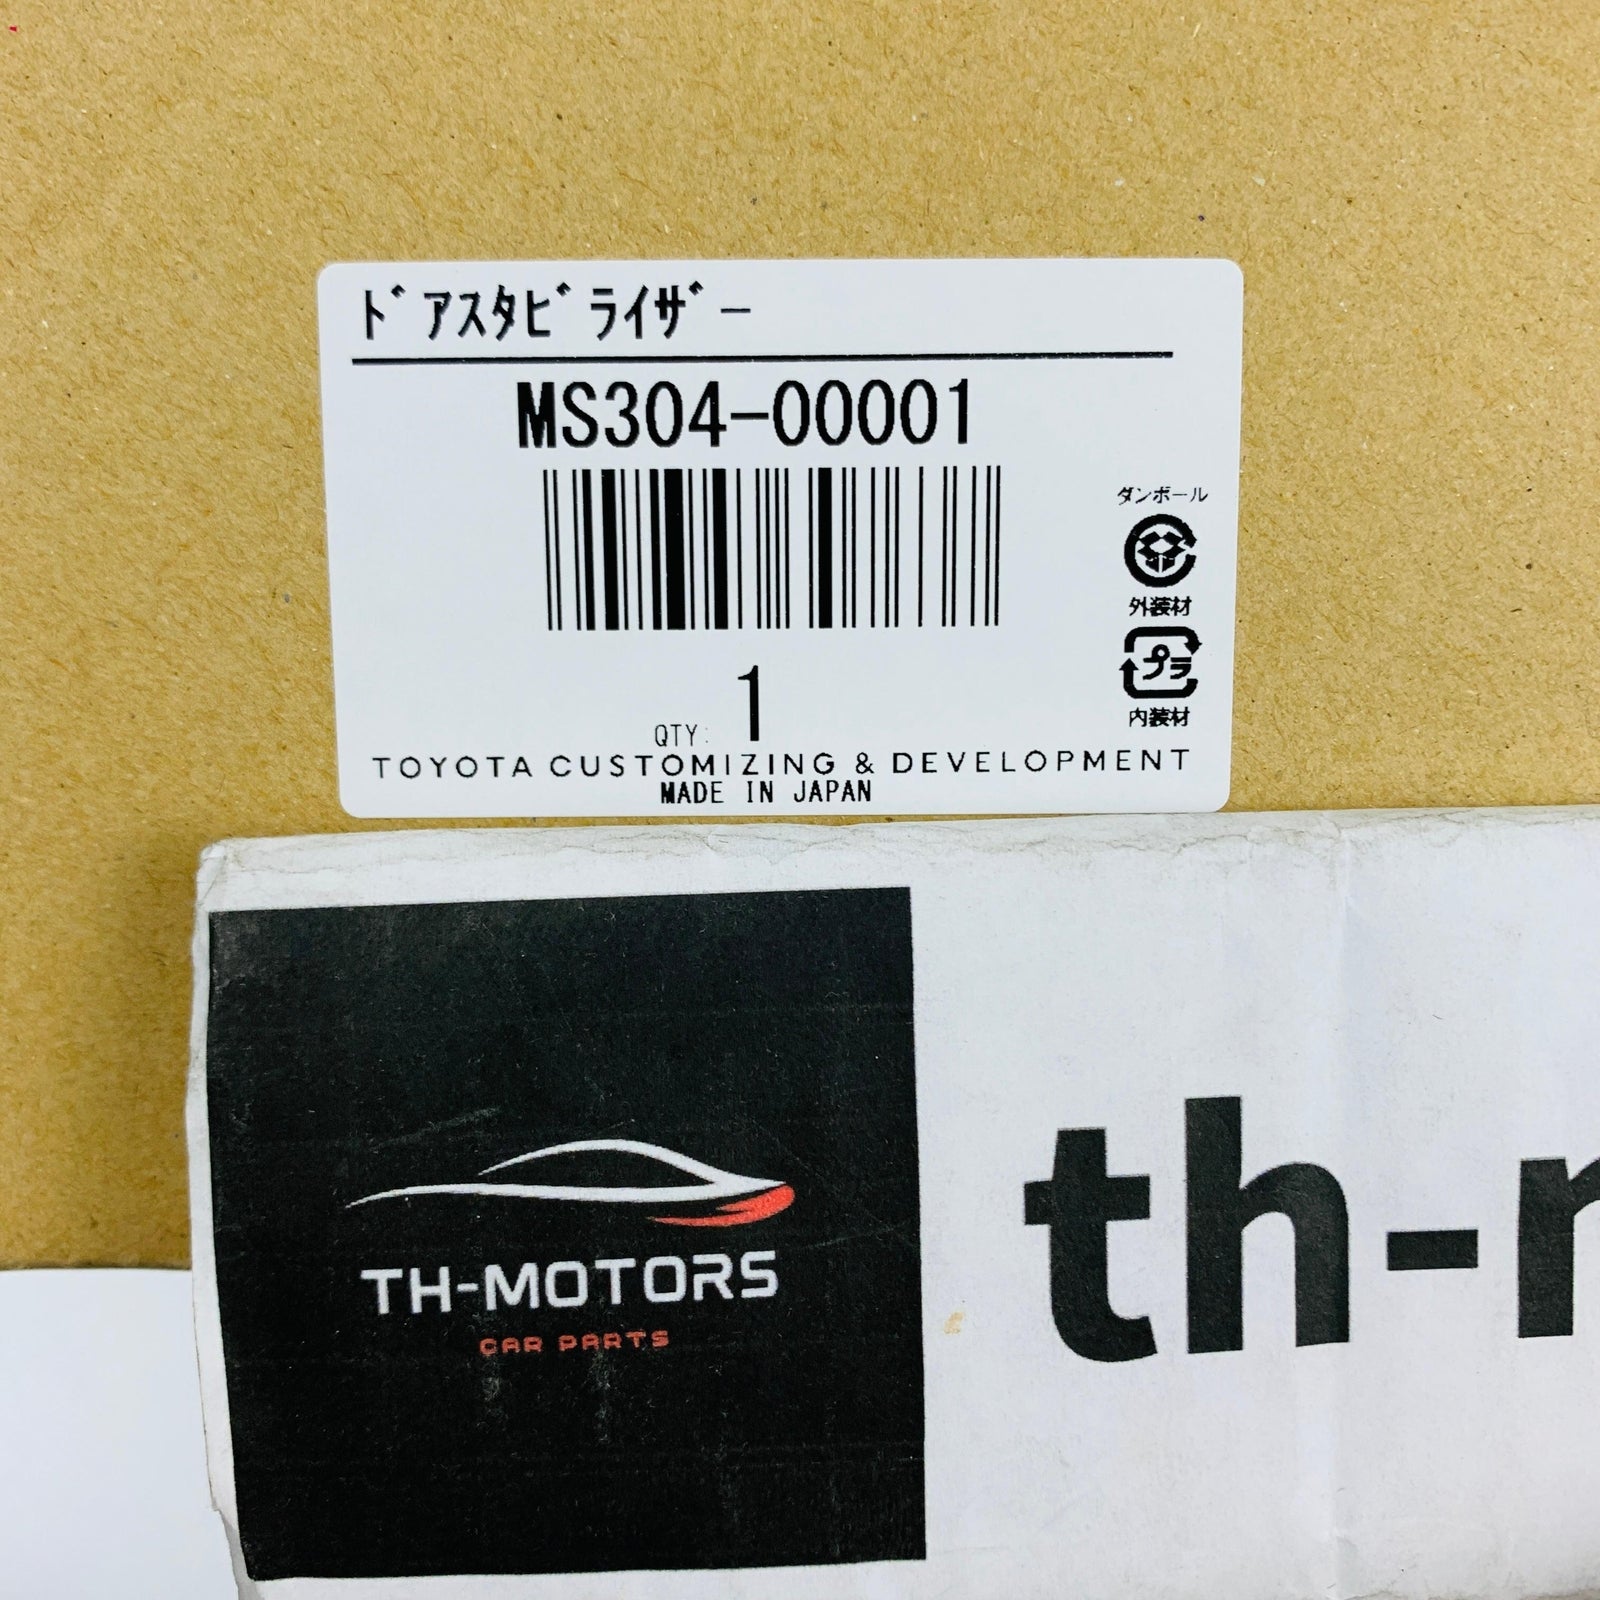 ﾄﾞｱｽﾀﾋﾞﾗｲｻﾞｰ
MS304-00001
ダンボール
外装材
プラ
内装材
QTY: 1
TOYOTA CUSTOMIZING & DEVELOPMENT
MADE IN JAPAN
TH-MOTORS
CAR PARTS
th-